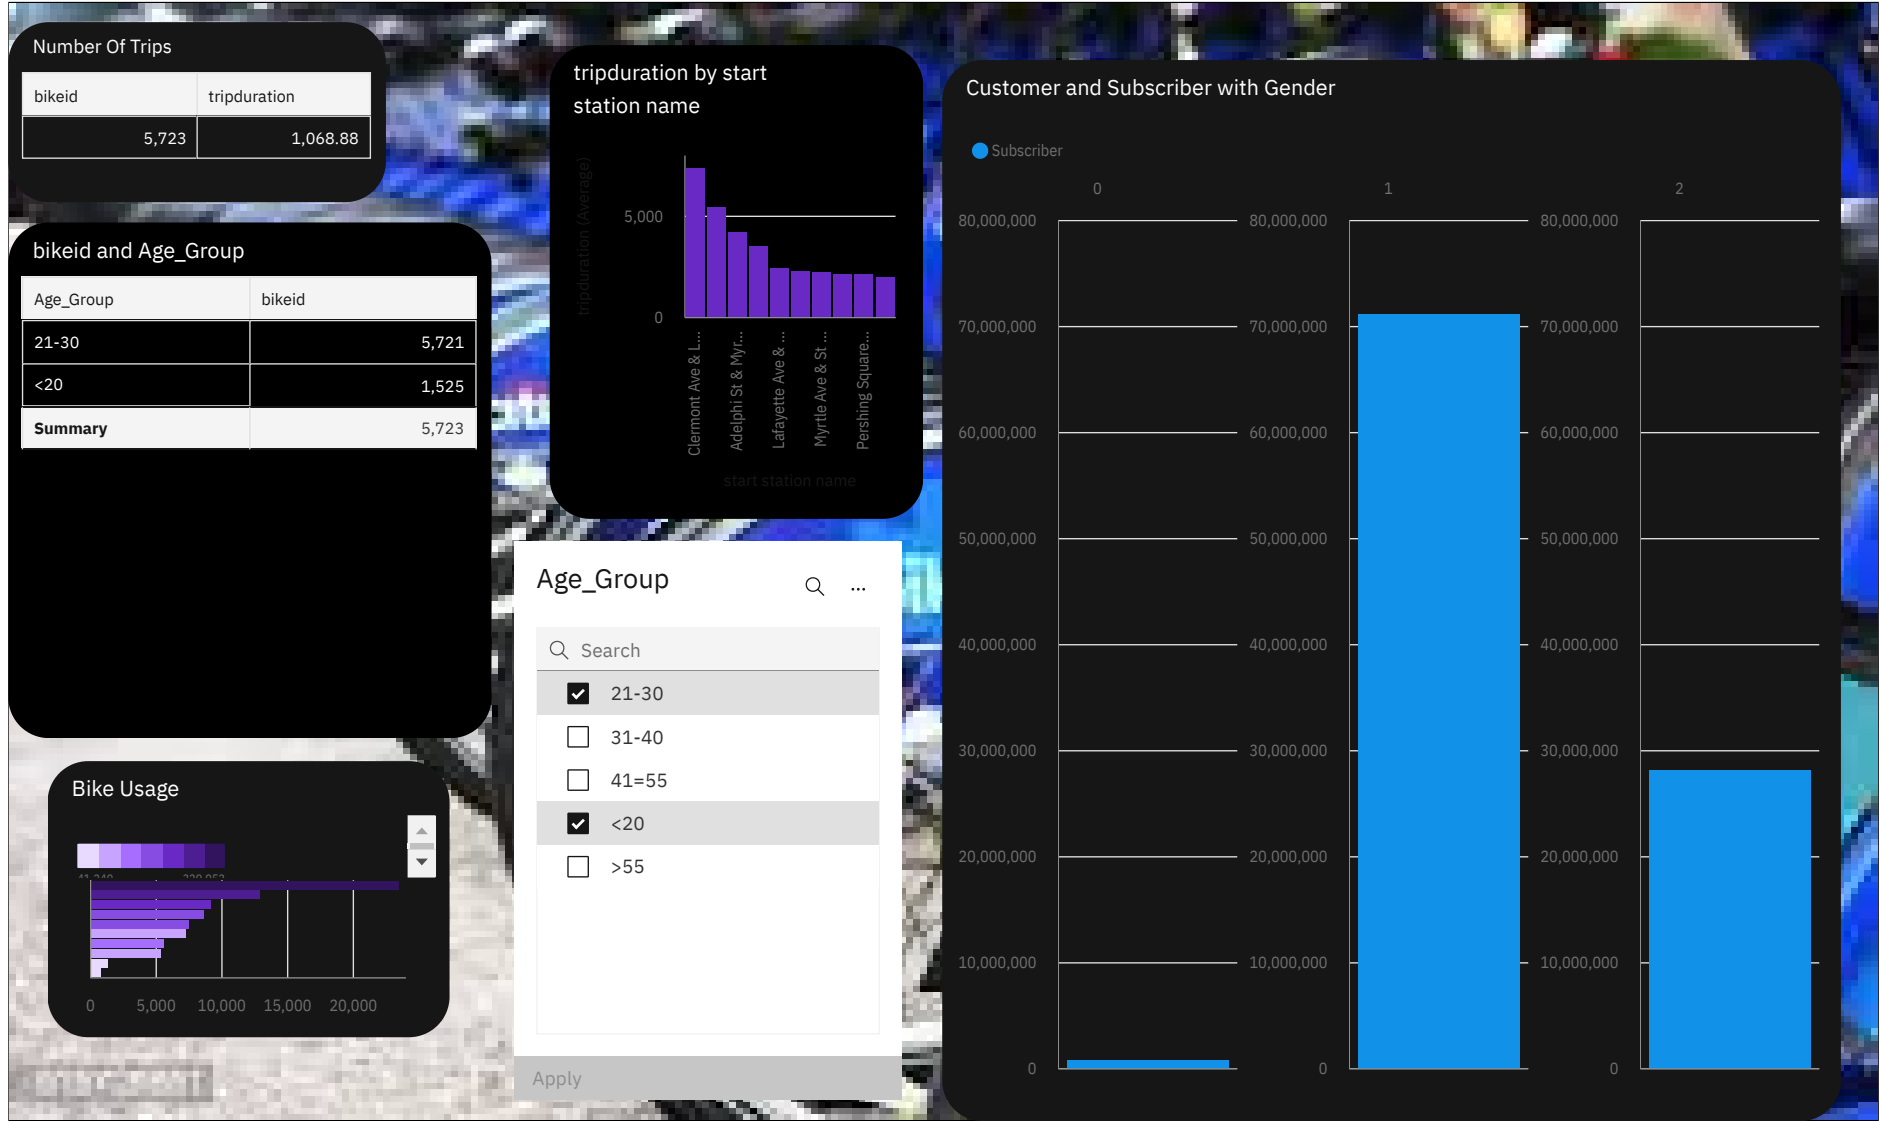 Number Of Trips
bikeid tripduration
5,723 1,068.88
bikeid and Age_Group
Age_Group bikeid
21-30 5,721
<20 1,525
Summary 5,723
Bike Usage
0 5,000 10,000 15,000 20,000
tripduration by start
station name
tripduration (Average)
5,000
0
Clermont Ave & L...
Adelphi St & Myr...
Lafayette Ave & ...
Myrtle Ave & St ...
Pershing Square...
start station name
Age_Group
Search
21-30
31-40
41=55
<20
>55
Apply
Customer and Subscriber with Gender
Subscriber
0 1 2
80,000,000 80,000,000 80,000,000
70,000,000 70,000,000 70,000,000
60,000,000 60,000,000 60,000,000
50,000,000 50,000,000 50,000,000
40,000,000 40,000,000 40,000,000
30,000,000 30,000,000 30,000,000
20,000,000 20,000,000 20,000,000
10,000,000 10,000,000 10,000,000
0 0 0